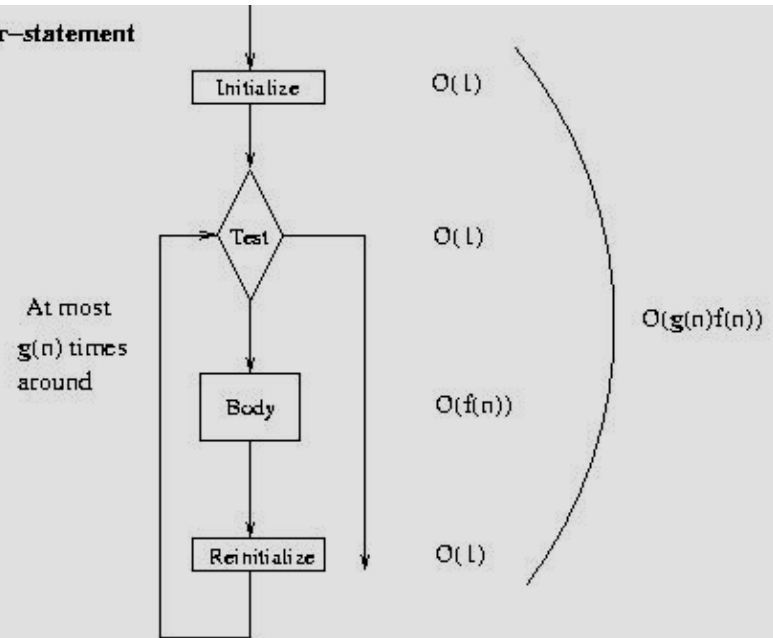 r-statement
Initialize
O(1)
Test
O(1)
At most
g(n) times
around
O(g(n)f(n))
Body
O(f(n))
Reinitialize
O(1)